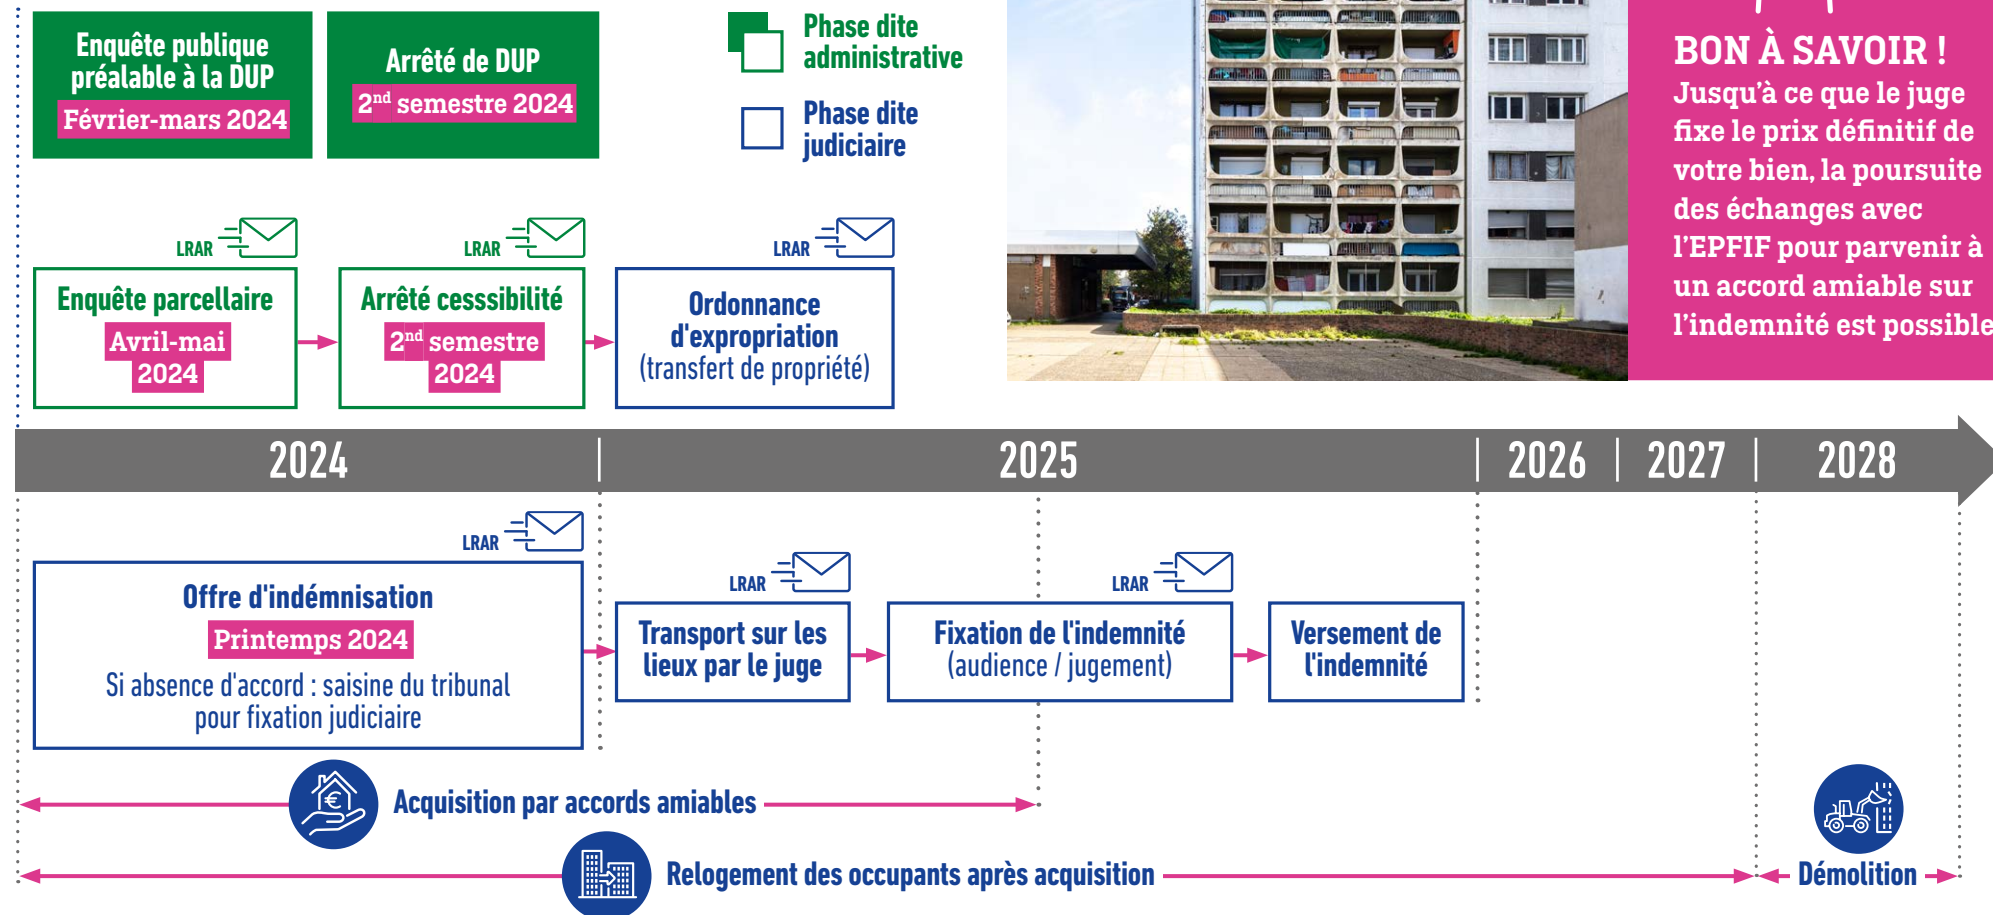 Enquête publique
préalable à la DUP
Février-mars 2024
Arrêté de DUP
2nd semestre 2024
Phase dite
administrative
Phase dite
judiciaire
BON À SAVOIR !
Jusqu'à ce que le juge
fixe le prix définitif de
votre bien, la poursuite
des échanges avec
l'EPFIF pour parvenir à
un accord amiable sur
l'indemnité est possible
LRAR
Enquête parcellaire
Avril-mai
2024
LRAR
Arrêté cesssibilité
2nd semestre
2024
LRAR
Ordonnance
d'expropriation
(transfert de propriété)
2024
2025
2026
2027
2028
LRAR
Offre d'indémnisation
Printemps 2024
Si absence d'accord : saisine du tribunal
pour fixation judiciaire
LRAR
Transport sur les
lieux par le juge
LRAR
Fixation de l'indemnité
(audience / jugement)
Versement de
l'indemnité
€
Acquisition par accords amiables
Relogement des occupants après acquisition
Démolition